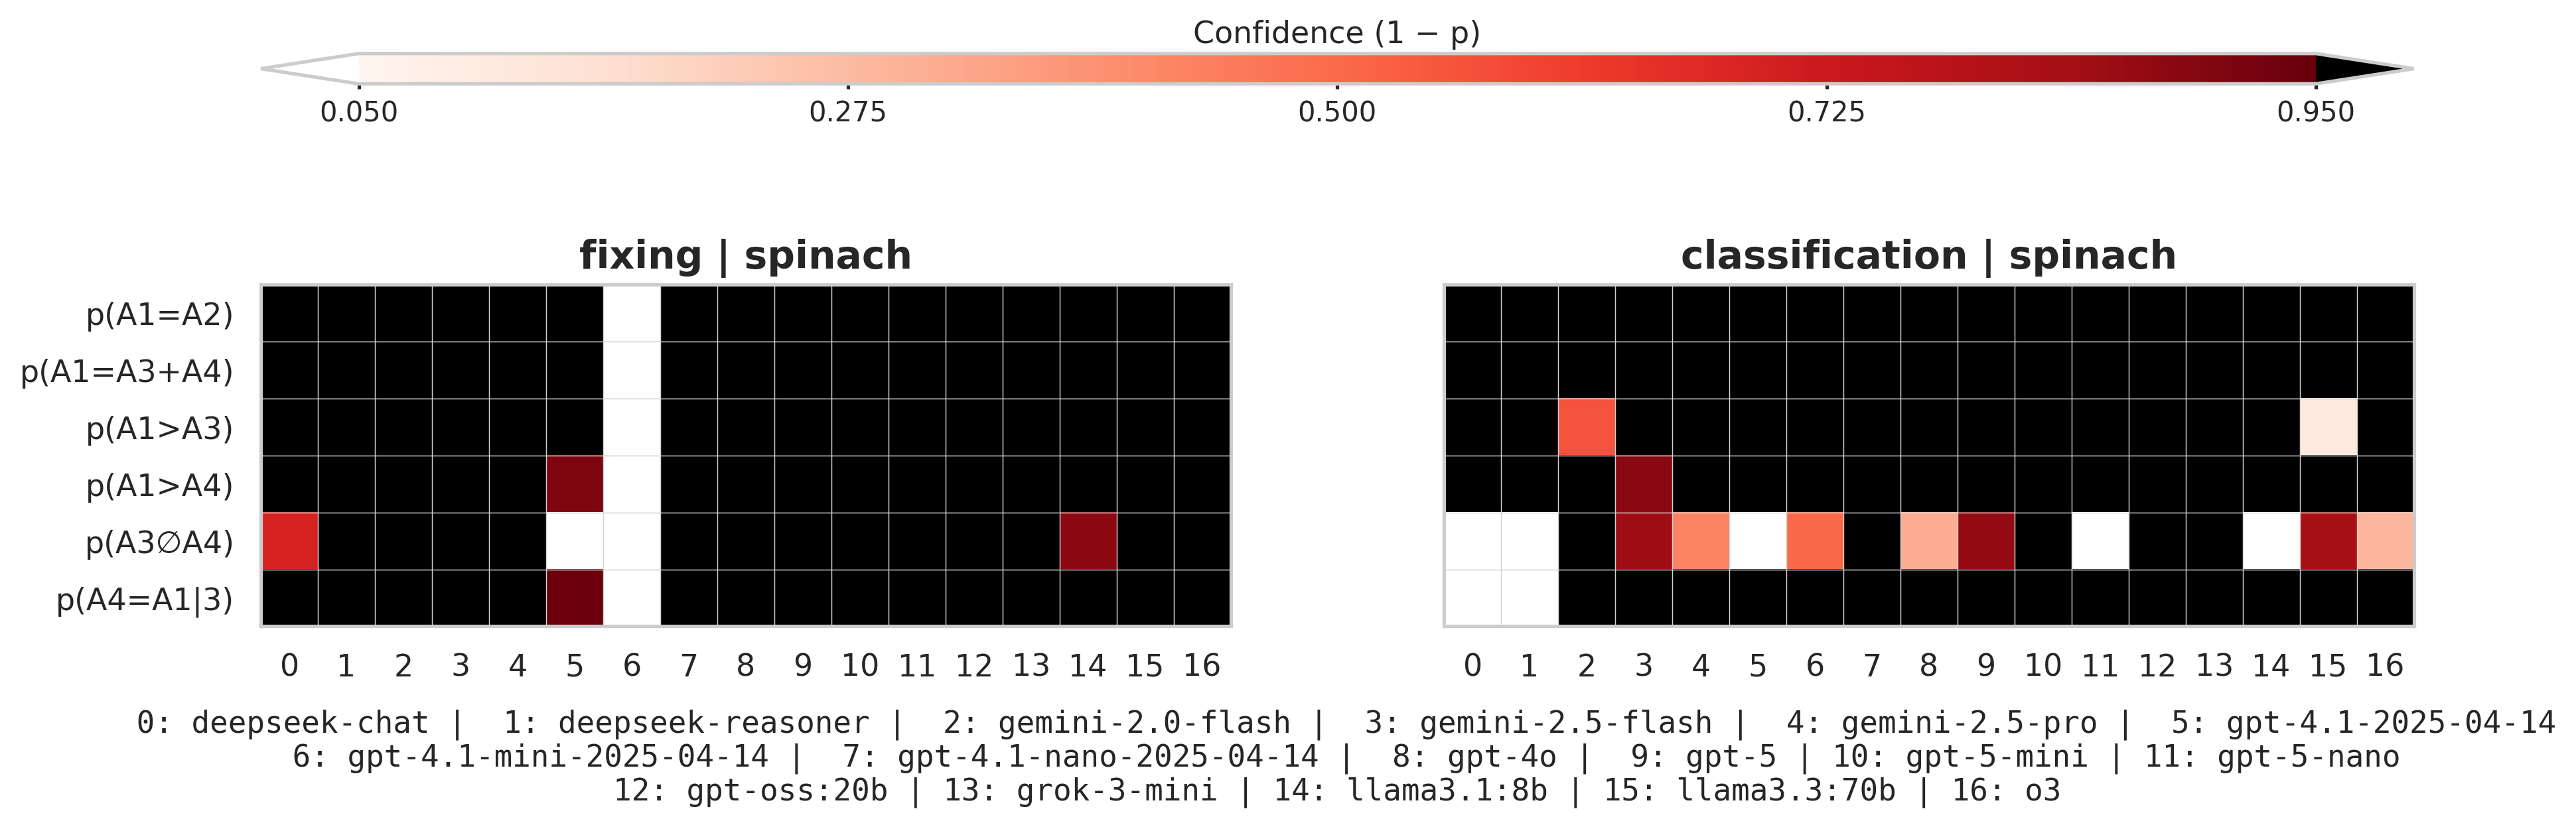 Confidence (1 − p)
0.050 0.275 0.500 0.725 0.950
fixing | spinach
classification | spinach
p(A1=A2)
p(A1=A3+A4)
p(A1>A3)
p(A1>A4)
p(A3∅A4)
p(A4=A1|3)
0 1 2 3 4 5 6 7 8 9 10 11 12 13 14 15 16
0 1 2 3 4 5 6 7 8 9 10 11 12 13 14 15 16
0: deepseek-chat | 1: deepseek-reasoner | 2: gemini-2.0-flash | 3: gemini-2.5-flash | 4: gemini-2.5-pro | 5: gpt-4.1-2025-04-14
6: gpt-4.1-mini-2025-04-14 | 7: gpt-4.1-nano-2025-04-14 | 8: gpt-4o | 9: gpt-5 | 10: gpt-5-mini | 11: gpt-5-nano
12: gpt-oss:20b | 13: grok-3-mini | 14: llama3.1:8b | 15: llama3.3:70b | 16: o3